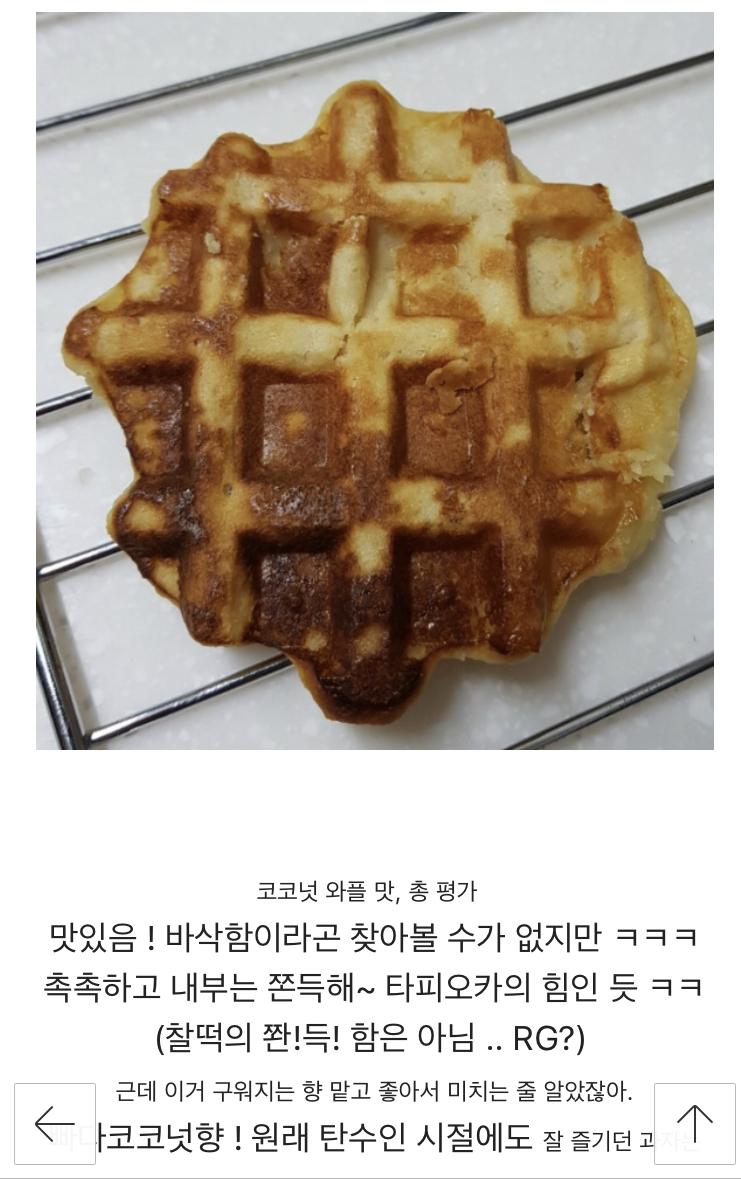 코코넛 와플 맛, 총 평가
맛있음 ! 바삭함이라곤 찾아볼 수가 없지만 ㅋㅋㅋ
촉촉하고 내부는 쫀득해~ 타피오카의 힘인 듯 ㅋㅋ
(찰떡의 쫜!득! 함은 아님 .. RG?)
근데 이거 구워지는 향 맡고 좋아서 미치는 줄 알았잖아.
빠다코코넛향 ! 원래 탄수인 시절에도 잘 즐기던 과자는